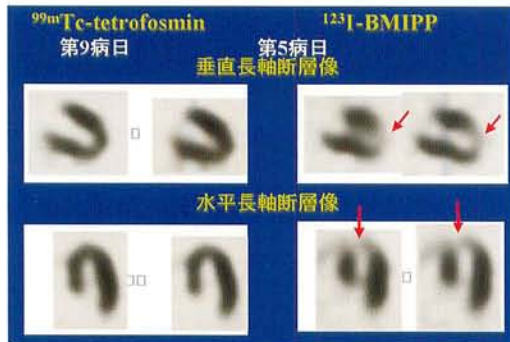 99mTc-tetrofosmin
第9病日
123I-BMIPP
第5病日
垂直長軸断層像
水平長軸断層像